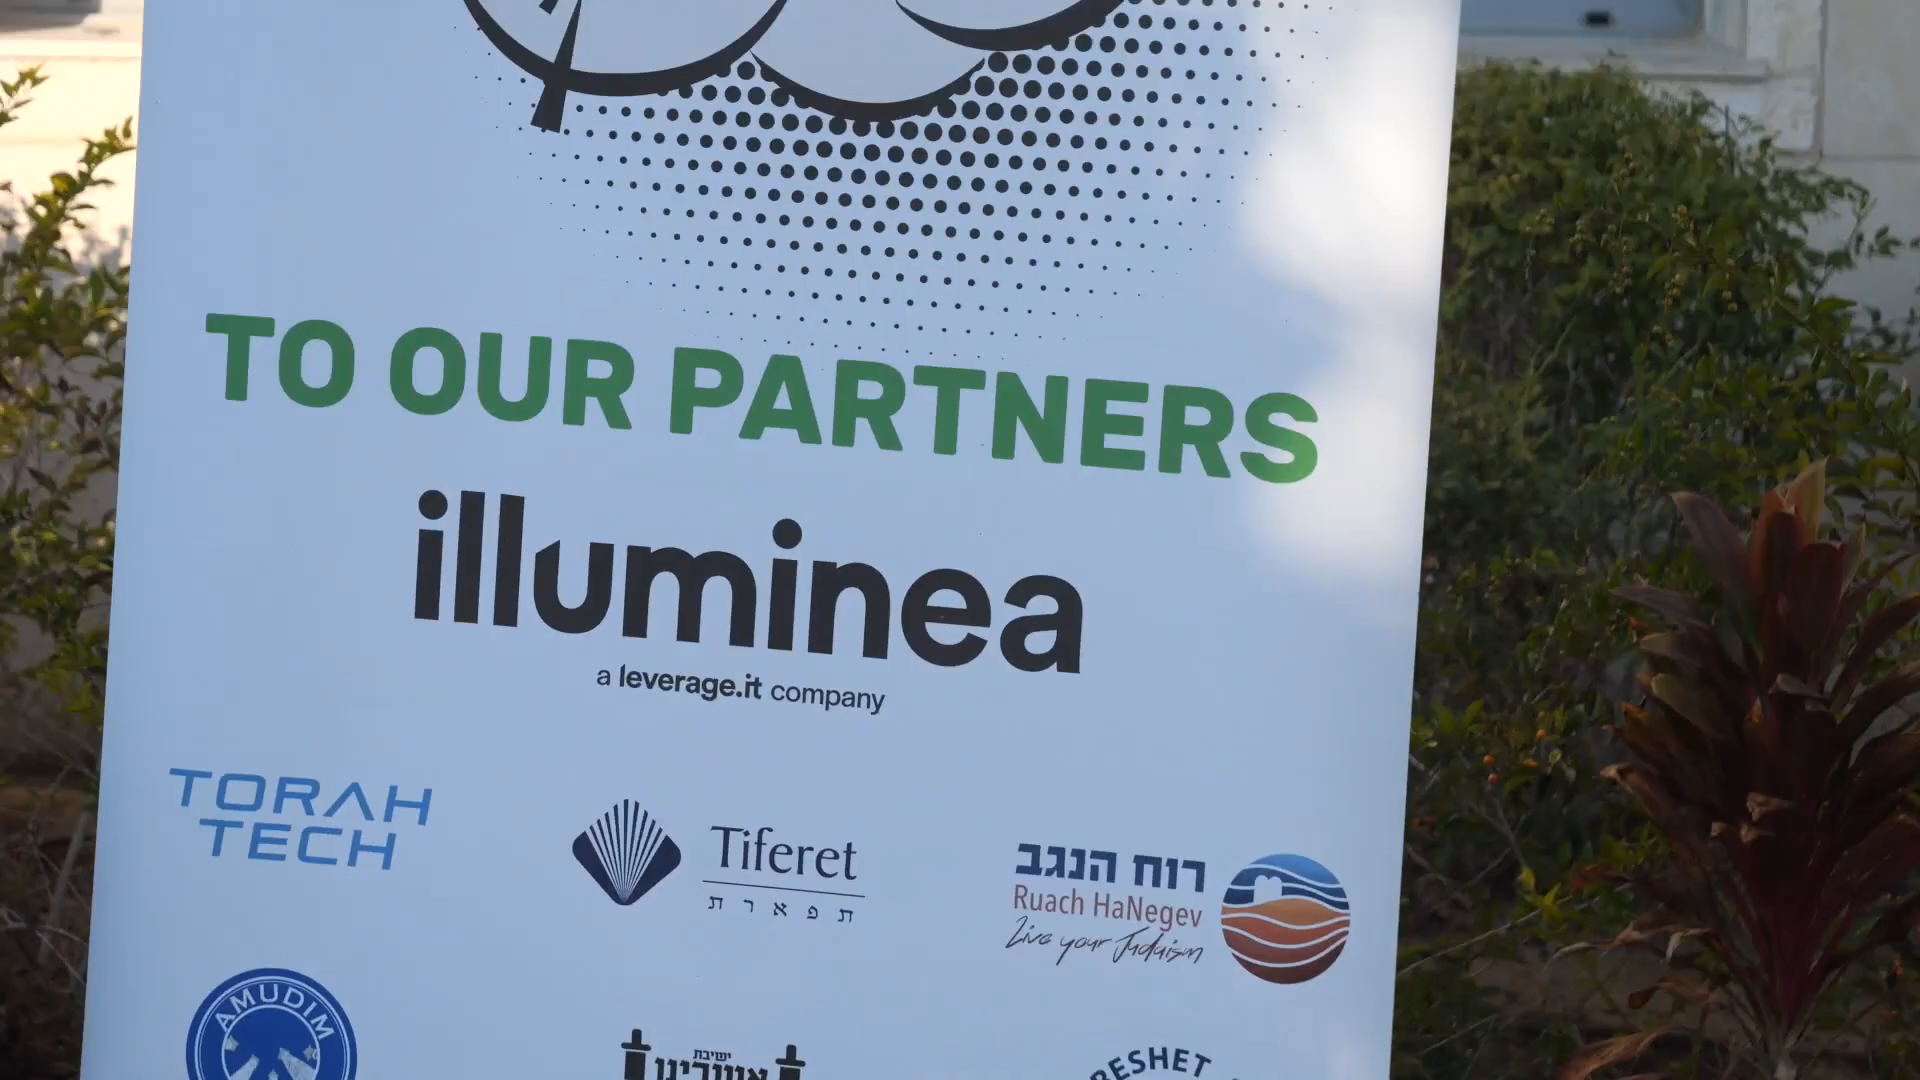 TO OUR PARTNERS
illuminea
a leverage.it company
TORAH
TECH
Tiferet
תפארת
רוח הנגב
Ruach HaNegev
Live your Judaism
AMUDIM
ישיבת
RESHET